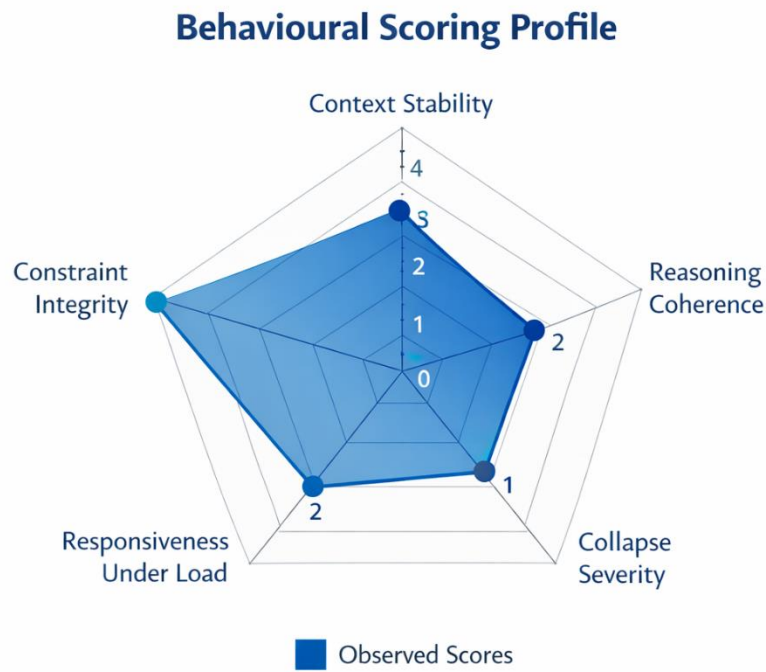 Behavioural Scoring Profile
Context Stability
4
3
2
1
0
Constraint
Integrity
Reasoning
Coherence
2
1
2
Responsiveness
Under Load
Collapse
Severity
Observed Scores